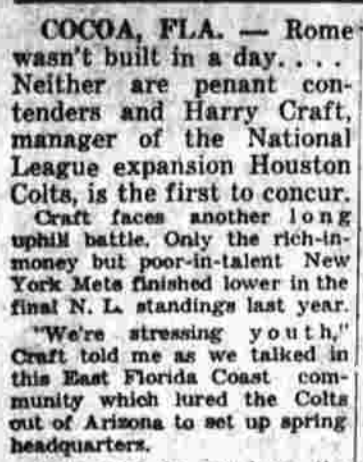 COCOA, FLA. — Rome
wasn't built in a day. . . .
Neither are penant con-
tenders and Harry Craft,
manager of the National
League expansion Houston
Colts, is the first to concur.
Craft faces another long
uphill battle. Only the rich-in-
money but poor-in-talent New
York Mets finished lower in the
final N. L. standings last year.
"We're stressing youth,"
Craft told me as we talked in
this East Florida Coast com-
munity which lured the Colts
out of Arizona to set up spring
headquarters.